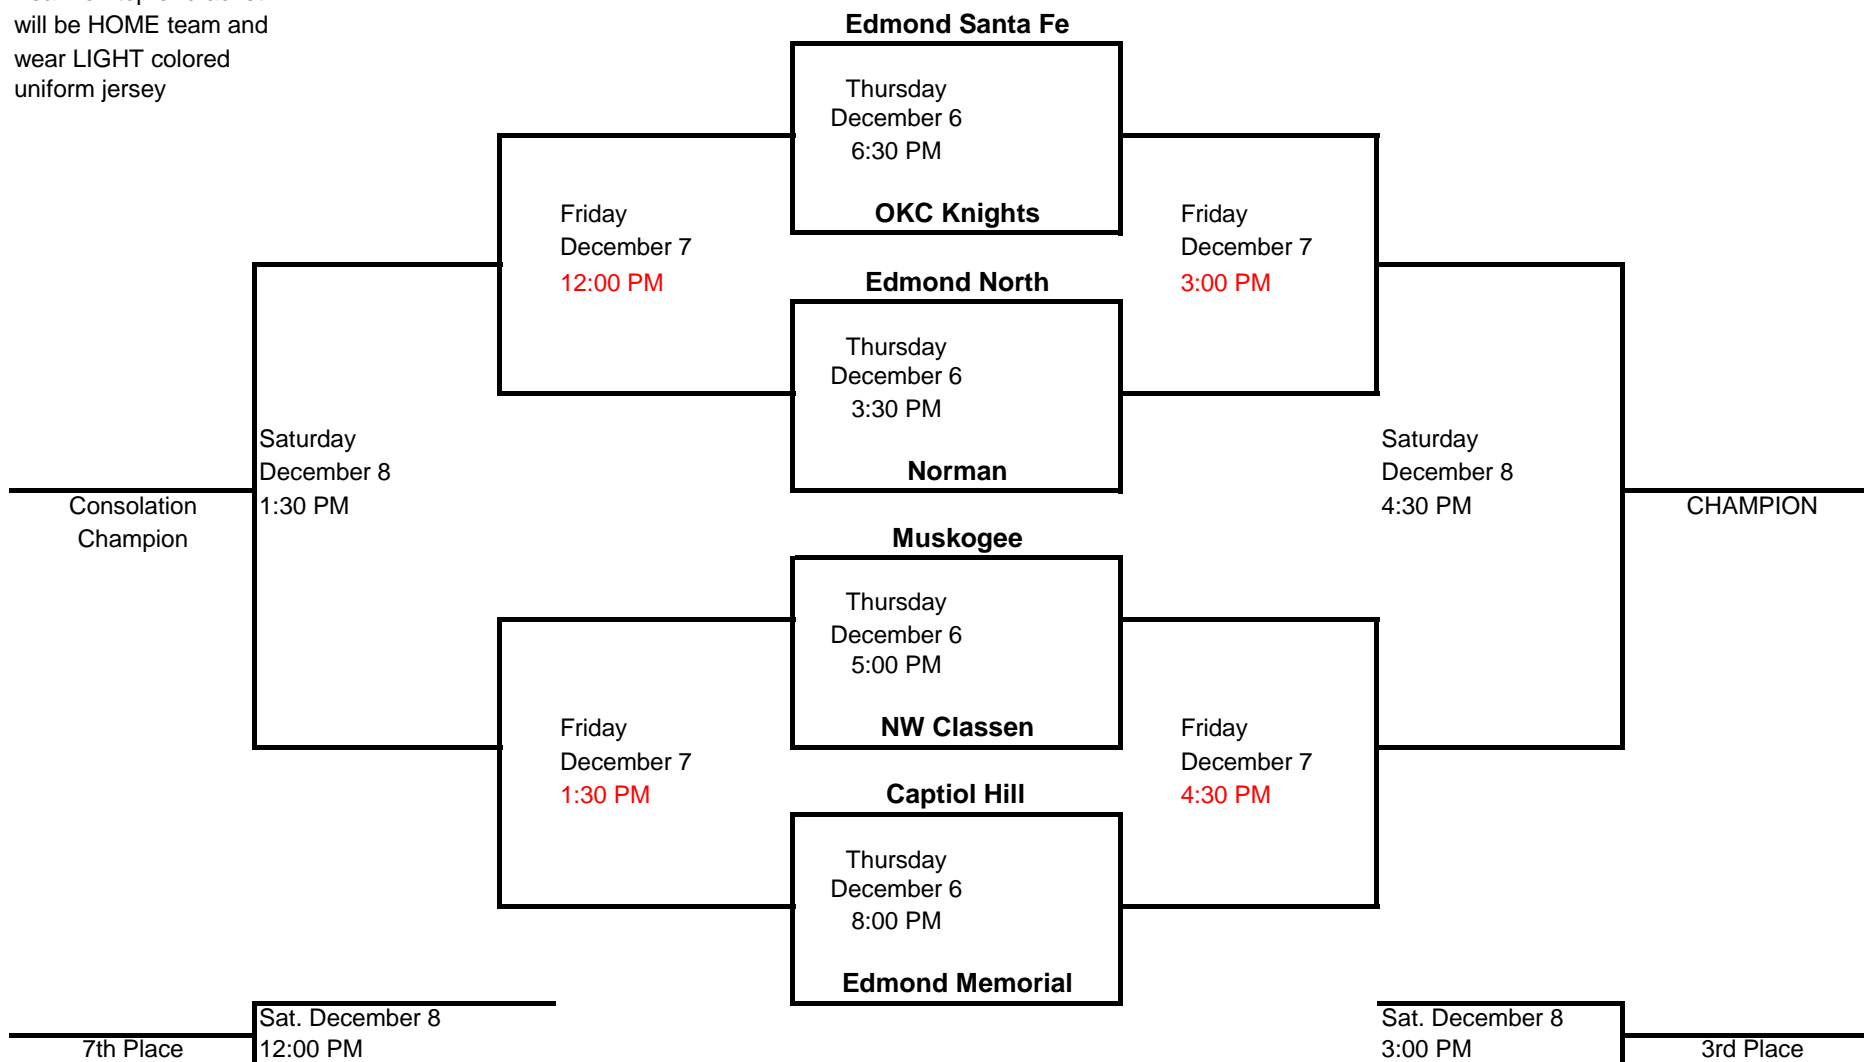 will be HOME team and
wear LIGHT colored
uniform jersey
Edmond Santa Fe
Thursday
December 6
6:30 PM
OKC Knights
Friday
December 7
12:00 PM
Friday
December 7
3:00 PM
Edmond North
Thursday
December 6
3:30 PM
Norman
Saturday
December 8
1:30 PM
Consolation
Champion
Saturday
December 8
4:30 PM
CHAMPION
Muskogee
Thursday
December 6
5:00 PM
NW Classen
Friday
December 7
1:30 PM
Friday
December 7
4:30 PM
Captiol Hill
Thursday
December 6
8:00 PM
Edmond Memorial
Sat. December 8
12:00 PM
7th Place
Sat. December 8
3:00 PM
3rd Place